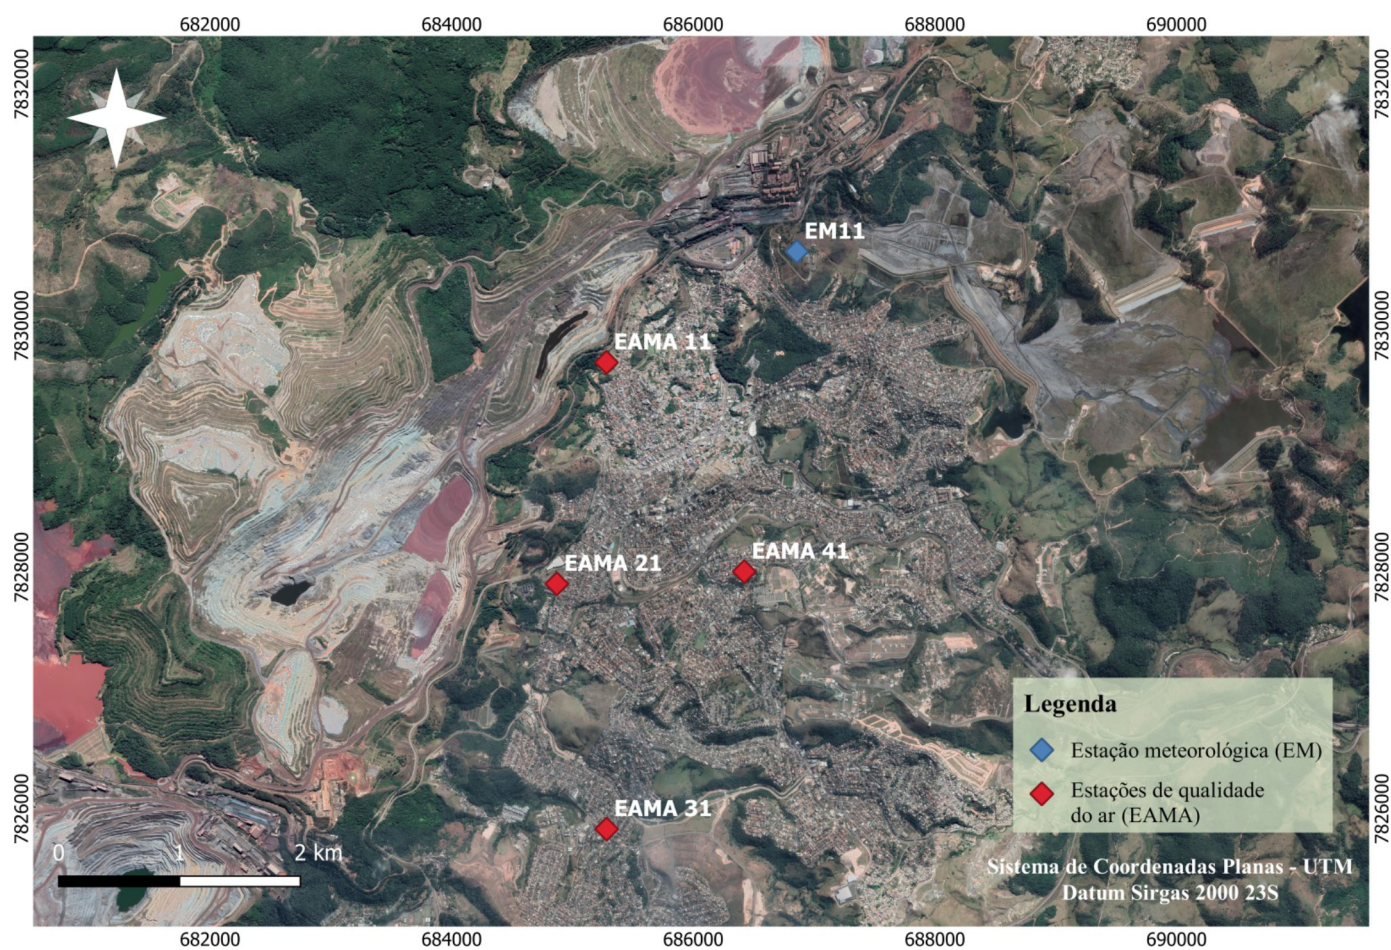 682000 684000 686000 688000 690000
7832000
7832000
EM11
7830000
7830000
EAMA 11
7828000
7828000
EAMA 41
EAMA 21
Legenda
Estação meteorológica (EM)
Estações de qualidade
do ar (EAMA)
7826000
7826000
EAMA 31
0 1 2 km
Sistema de Coordenadas Planas - UTM
Datum Sirgas 2000 23S
682000 684000 686000 688000 690000